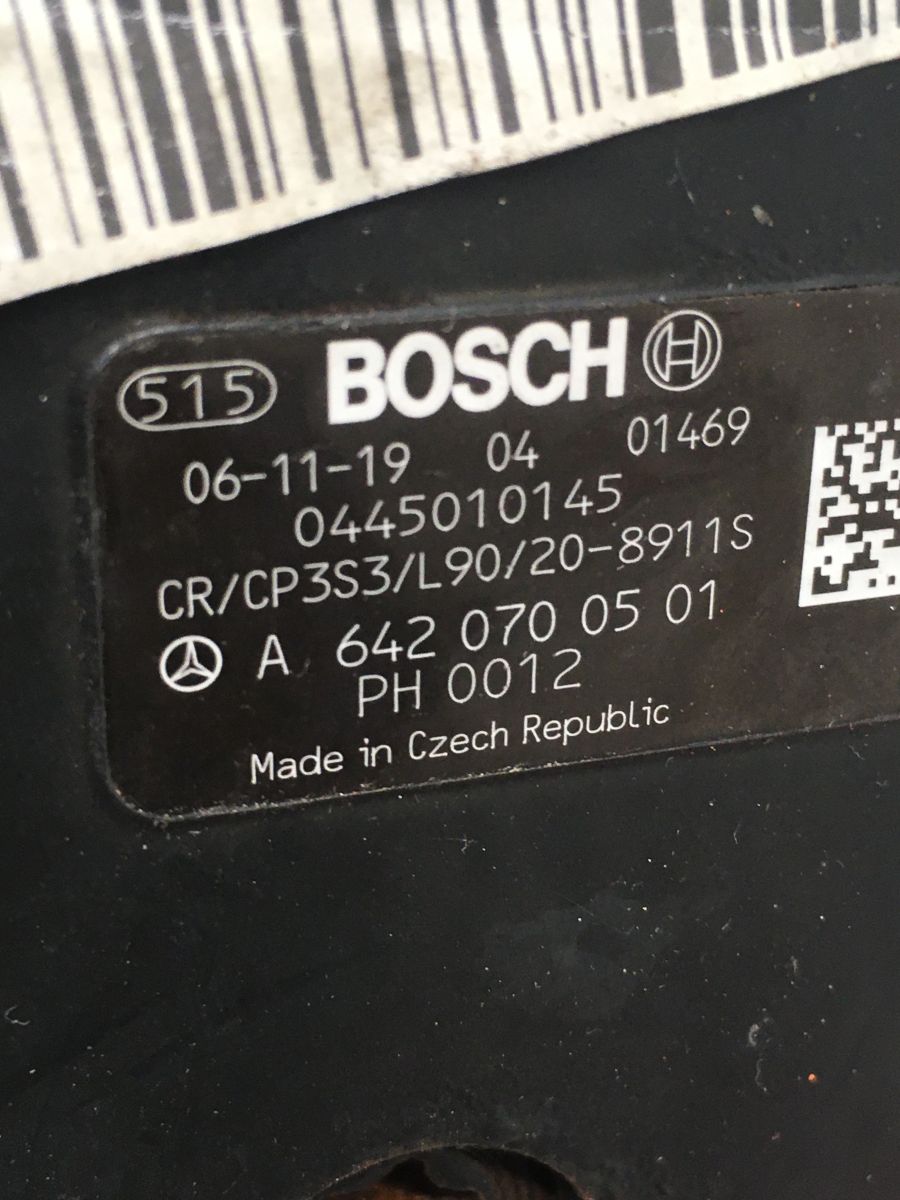 515 BOSCH
06-11-19 04 01469
0445010145
CR/CP3S3/L90/20-8911S
A 642 070 05 01
PH 0012
Made in Czech Republic